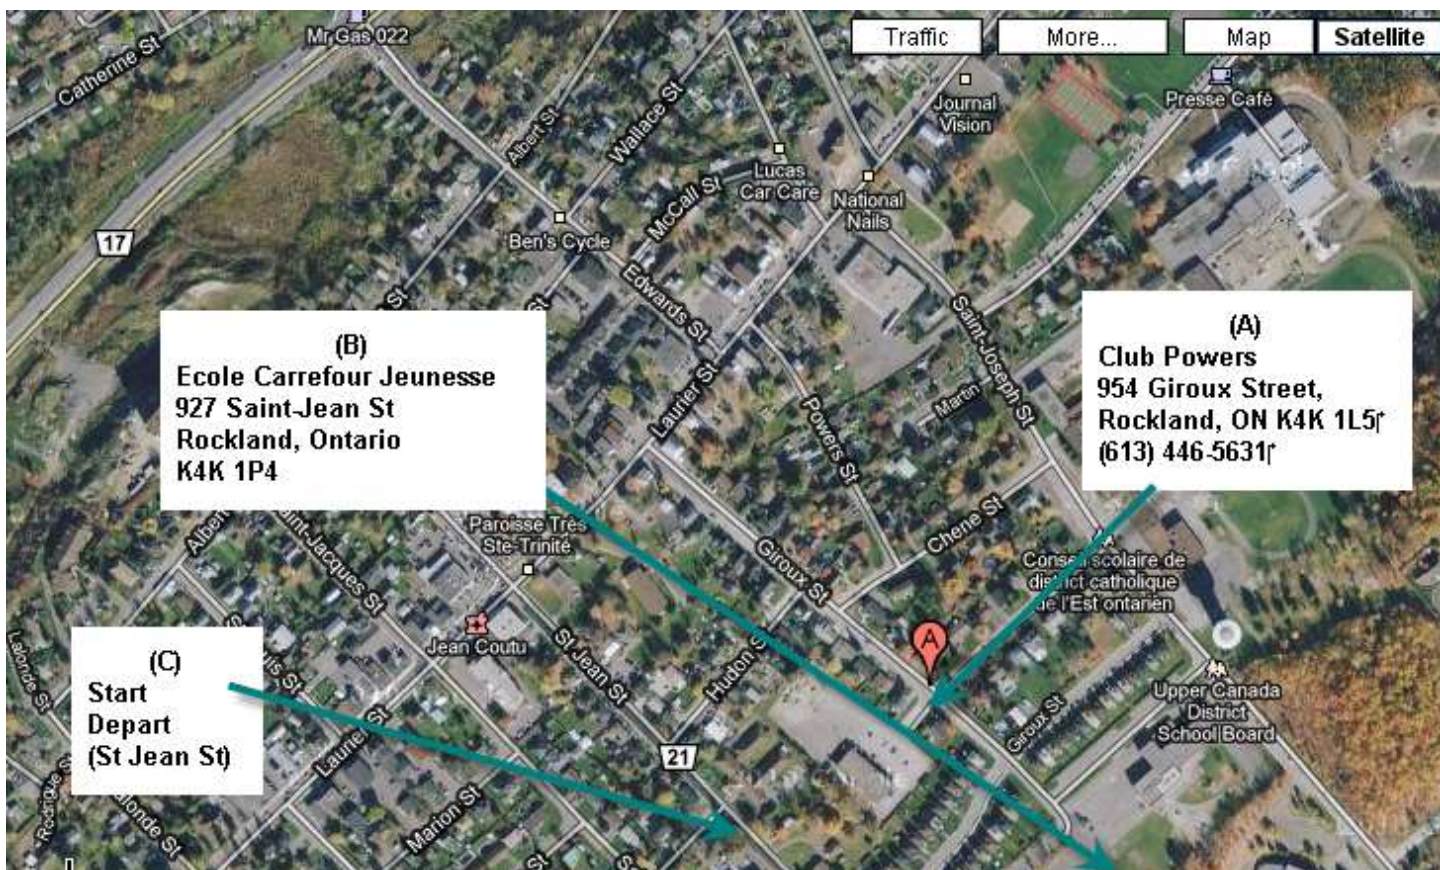 Traffic
More...
Map
Satellite
Mr Gas 022
Catherine St
Albert St
Wallace St
Journal
Vision
Presse Café
Lucas
Car Care
McCall St
National
Nails
17
Ben's Cycle
Edwards St
St
Saint-Joseph St
(B)
Ecole Carrefour Jeunesse
927 Saint-Jean St
Rockland, Ontario
K4K 1P4
(A)
Club Powers
954 Giroux Street,
Rockland, ON K4K 1L5
(613) 446-5631
Laurier St
Powers St
Martin
Albert
Saint-Jacques St
Paroisse Très
Ste-Trinité
Giroux St
Chene St
Conseil scolaire de
district catholique
de l'Est ontarien
(C)
Start
Depart
(St Jean St)
Lalonde St
Jean Coutu
St Jean St
Hudon St
A
Giroux St
Upper Canada
District
School Board
Laurier St
21
Rodrigue St
Lalonde St
Marion St
St